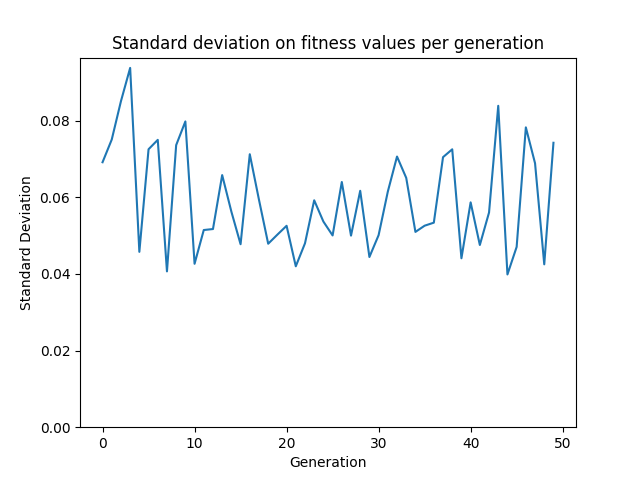 Standard deviation on fitness values per generation
Standard Deviation
0.08
0.06
0.04
0.02
0.00
0 10 20 30 40 50
Generation